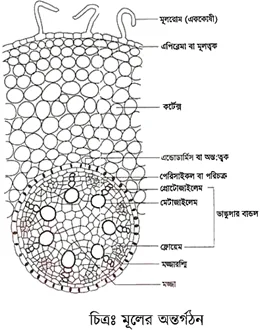 মূলরোম (এককোষী)
এপিব্লেমা বা মূলত্বক
কর্টেক্স
এন্ডোডার্মিস বা অন্ত:ত্বক
পেরিসাইকল বা পরিচক্র
প্রোটোজাইলেম
মেটাজাইলেম
ভাস্কুলার বান্ডল
ফ্লোয়েম
মজ্জারশ্মি
মজ্জা
চিত্রঃ মূলের অন্তর্গঠন